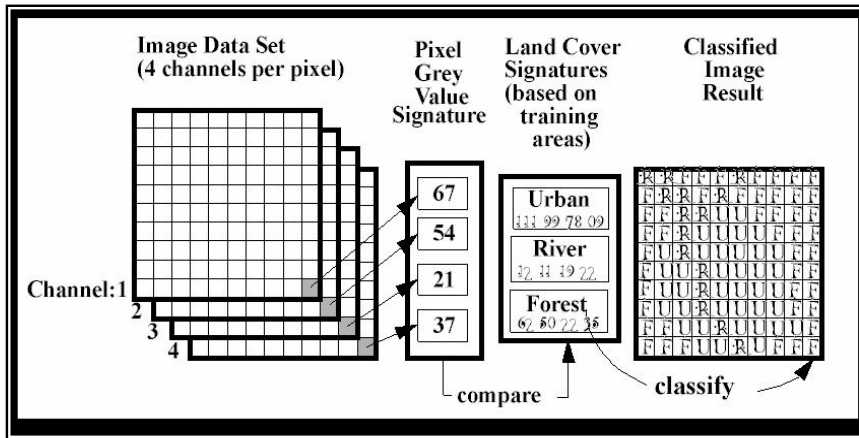 Image Data Set
(4 channels per pixel)
Pixel
Grey
Value
Signature
Land Cover
Signatures
(based on
training
areas)
Classified
Image
Result
Channel:1
2
3
4
67
54
21
37
Urban
111 99 78 09
River
12 11 19 22
Forest
62 50 22 35
compare
classify
R R F F F R F F F F
F R R F R F F F F F
F F R R U U F F F F
F F R U U U U U F F
F U R U U U U U F F
F U U R U U U U U F
F U U R U U U U F F
F U U R U U U U F F
F F U U R U U U U F
F F F U U R U F F F